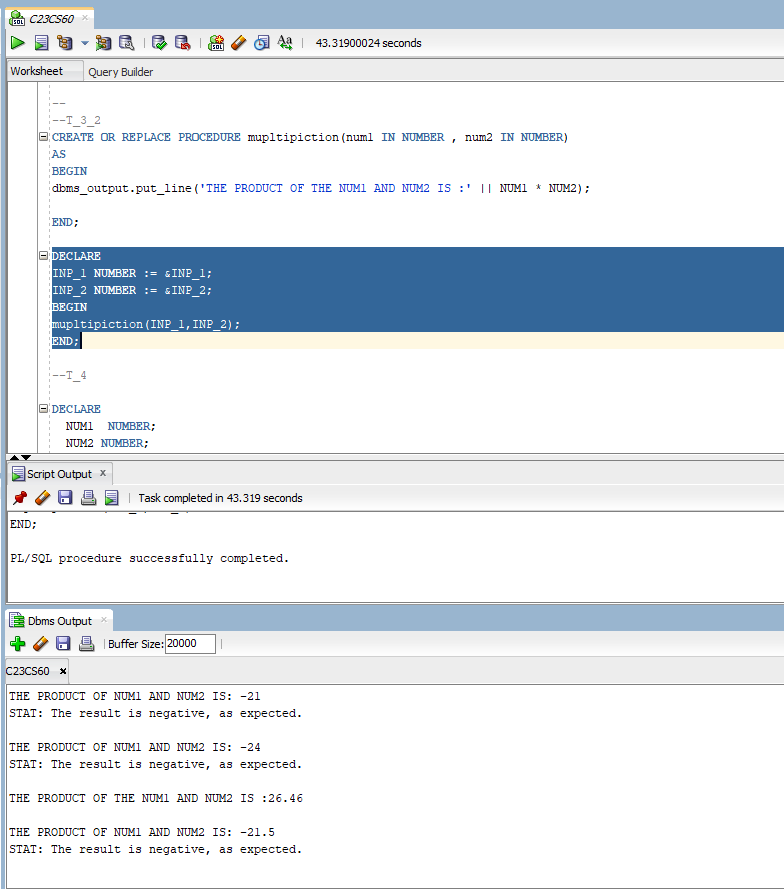 C23CS60
43.31900024 seconds
Worksheet Query Builder
--
--T_3_2
CREATE OR REPLACE PROCEDURE mupltipiction(num1 IN NUMBER , num2 IN NUMBER)
AS
BEGIN
dbms_output.put_line('THE PRODUCT OF THE NUM1 AND NUM2 IS :' || NUM1 * NUM2);
END;
DECLARE
INP_1 NUMBER := &INP_1;
INP_2 NUMBER := &INP_2;
BEGIN
mupltipiction(INP_1,INP_2);
END;
--T_4
DECLARE
NUM1 NUMBER;
NUM2 NUMBER;
Script Output x
Task completed in 43.319 seconds
END;
PL/SQL procedure successfully completed.
Dbms Output
Buffer Size: 20000
C23CS60 x
THE PRODUCT OF NUM1 AND NUM2 IS: -21
STAT: The result is negative, as expected.
THE PRODUCT OF NUM1 AND NUM2 IS: -24
STAT: The result is negative, as expected.
THE PRODUCT OF THE NUM1 AND NUM2 IS :26.46
THE PRODUCT OF NUM1 AND NUM2 IS: -21.5
STAT: The result is negative, as expected.